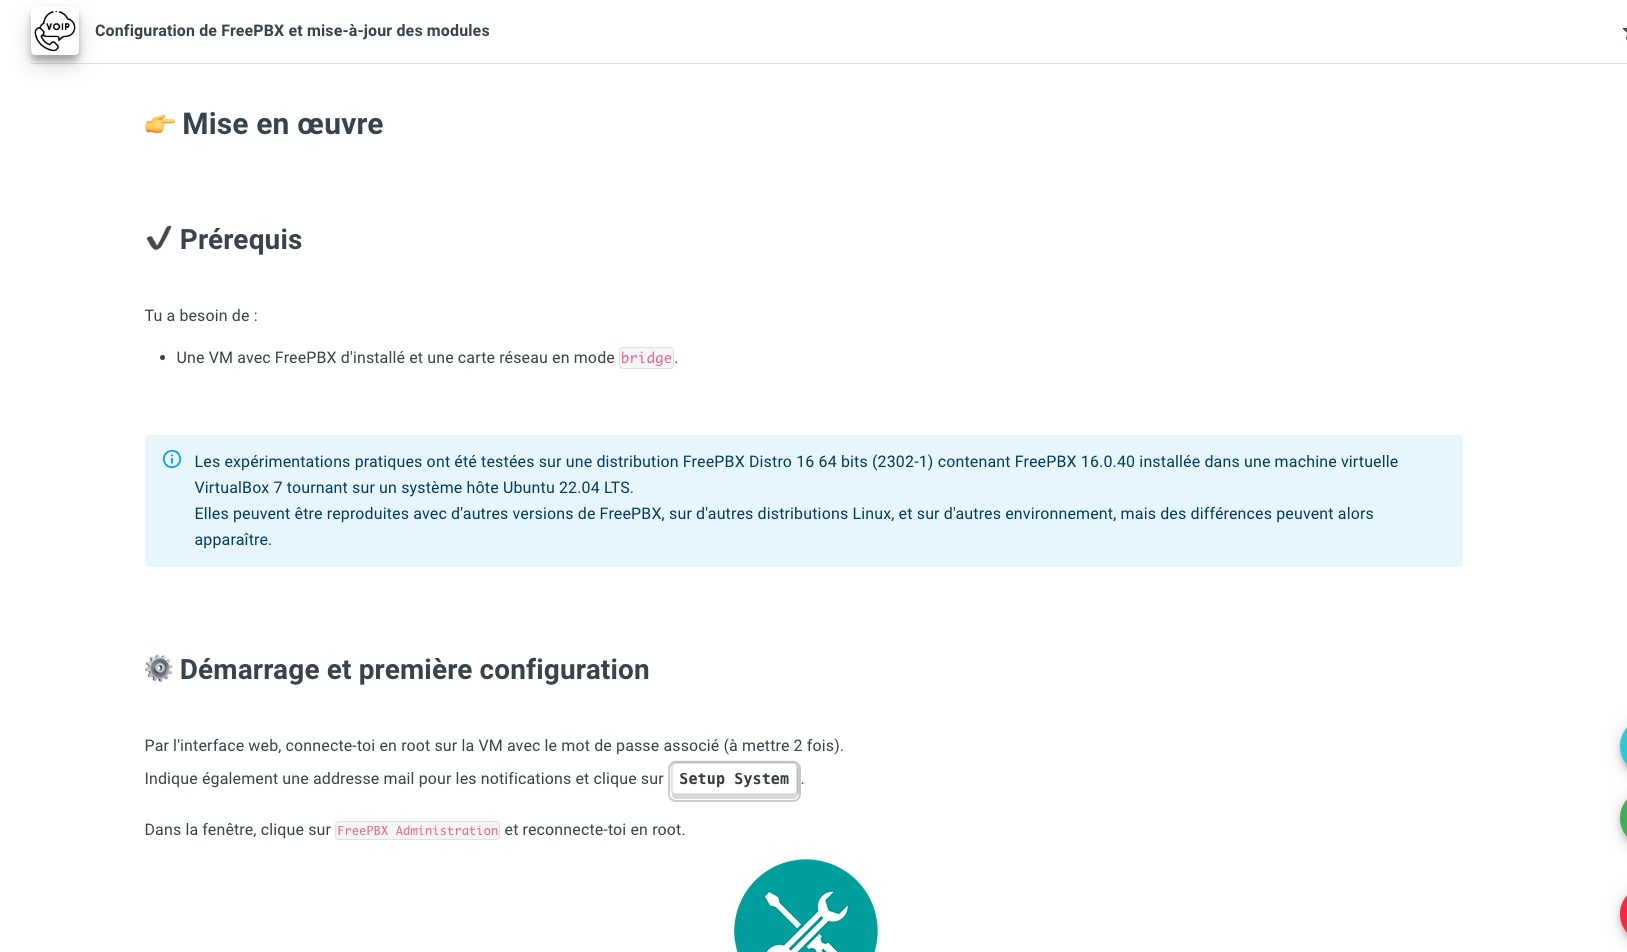 VOIP
Configuration de FreePBX et mise-à-jour des modules
Mise en œuvre
Prérequis
Tu a besoin de :
• Une VM avec FreePBX d'installé et une carte réseau en mode bridge.
Les expérimentations pratiques ont été testées sur une distribution FreePBX Distro 16 64 bits (2302-1) contenant FreePBX 16.0.40 installée dans une machine virtuelle
VirtualBox 7 tournant sur un système hôte Ubuntu 22.04 LTS.
Elles peuvent être reproduites avec d'autres versions de FreePBX, sur d'autres distributions Linux, et sur d'autres environnement, mais des différences peuvent alors
apparaître.
Démarrage et première configuration
Par l'interface web, connecte-toi en root sur la VM avec le mot de passe associé (à mettre 2 fois).
Indique également une addresse mail pour les notifications et clique sur Setup System.
Dans la fenêtre, clique sur FreePBX Administration et reconnecte-toi en root.